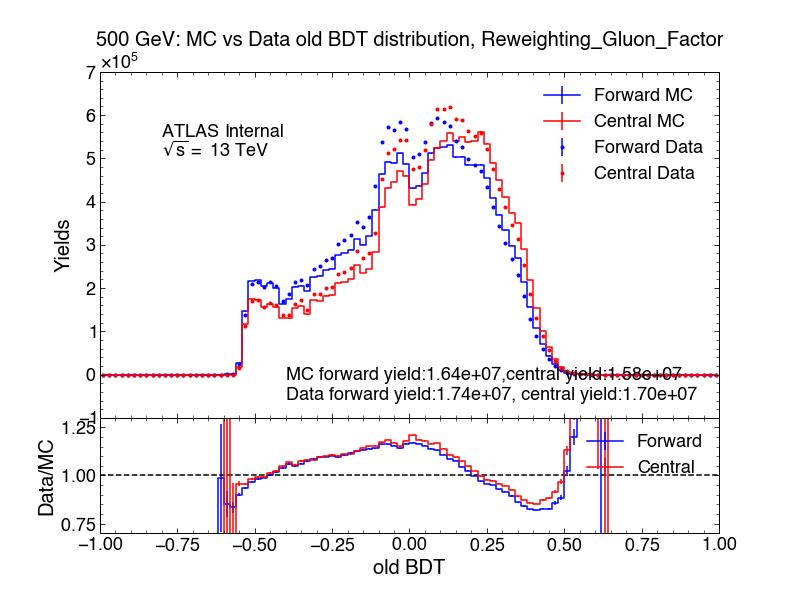 500 GeV: MC vs Data old BDT distribution, Reweighting_Gluon_Factor
×10⁵
7
6
5
4
3
2
1
0
−1
Yields
ATLAS Internal
√s = 13 TeV
Forward MC
Central MC
Forward Data
Central Data
MC forward yield:1.64e+07,central yield:1.58e+07
Data forward yield:1.74e+07, central yield:1.70e+07
1.25
1.00
0.75
Data/MC
Forward
Central
−1.00 −0.75 −0.50 −0.25 0.00 0.25 0.50 0.75 1.00
old BDT